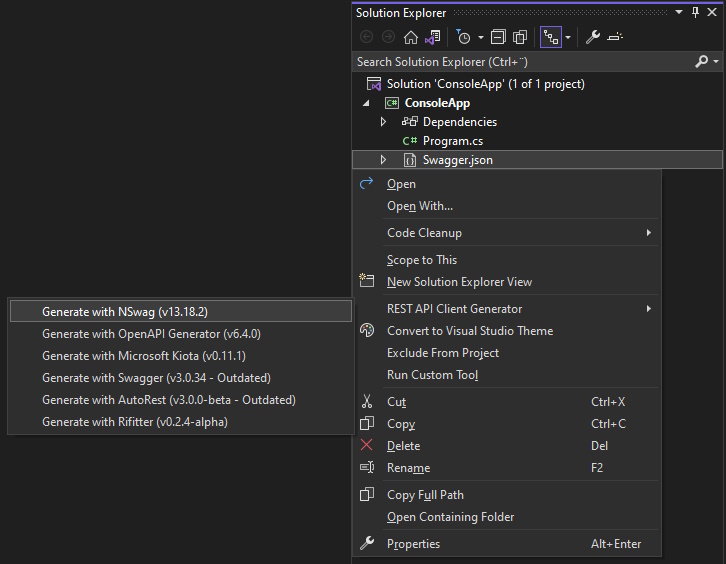 Solution Explorer
Search Solution Explorer (Ctrl+¨)
Solution 'ConsoleApp' (1 of 1 project)
C# ConsoleApp
Dependencies
C# Program.cs
Swagger.json
Open
Open With...
Code Cleanup
Scope to This
New Solution Explorer View
REST API Client Generator
Convert to Visual Studio Theme
Exclude From Project
Run Custom Tool
Cut Ctrl+X
Copy Ctrl+C
Delete Del
Rename F2
Copy Full Path
Open Containing Folder
Properties Alt+Enter
Generate with NSwag (v13.18.2)
Generate with OpenAPI Generator (v6.4.0)
Generate with Microsoft Kiota (v0.11.1)
Generate with Swagger (v3.0.34 - Outdated)
Generate with AutoRest (v3.0.0-beta - Outdated)
Generate with Rifitter (v0.2.4-alpha)